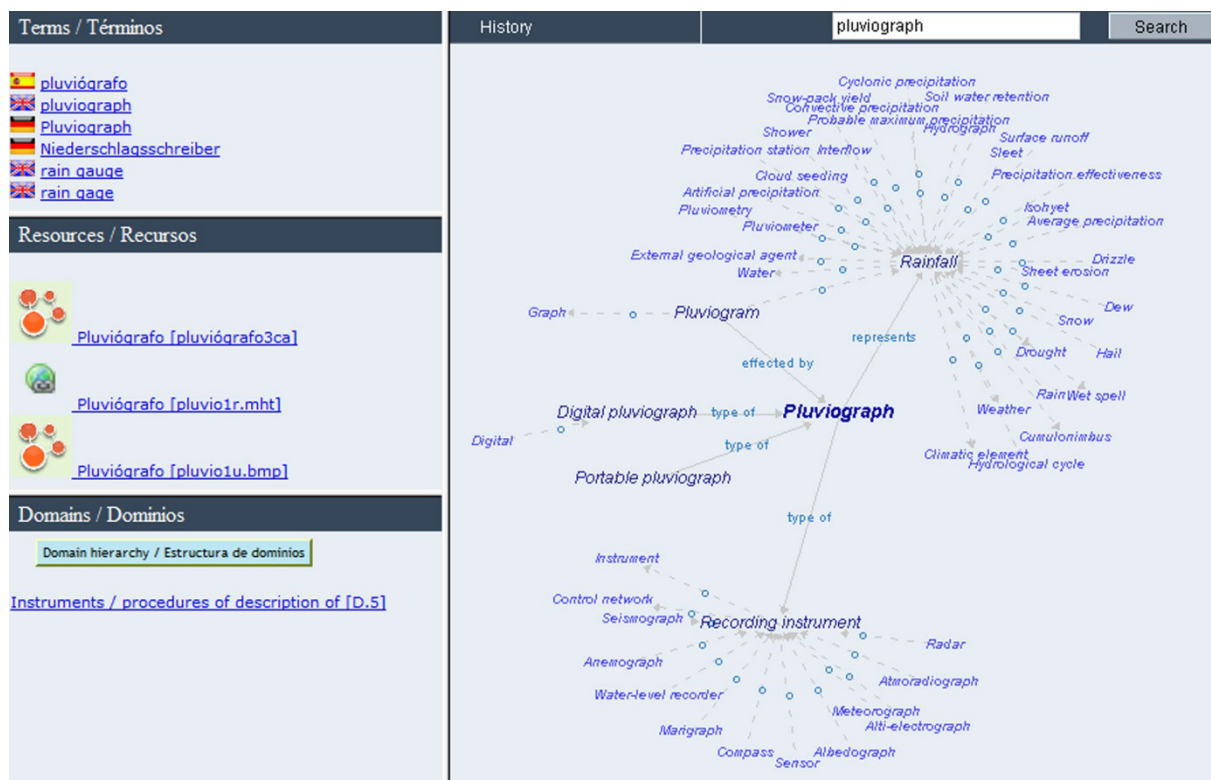 Terms / Términos
pluviógrafo
pluviograph
Pluviograph
Niederschlagsschreiber
rain gauge
rain gage
Resources / Recursos
Pluviógrafo [pluviógrafo3ca]
Pluviógrafo [pluvio1r.mht]
Pluviógrafo [pluvio1u.bmp]
Domains / Dominios
Domain hierarchy / Estructura de dominios
Instruments / procedures of description of [D.5]
History
pluviograph
Search
Cyclonic precipitation
Snow-pack yield
Soil water retention
Convective precipitation
Probable maximum precipitation
Shower
Hydrograph
Surface runoff
Precipitation station
Interflow
Sleet
Cloud seeding
Precipitation effectiveness
Artificial precipitation
Pluviometry
Isohyet
Average precipitation
Pluviometer
External geological agent
Rainfall
Drizzle
Water
Sheet erosion
Graph
Pluviogram
Dew
Snow
represents
Drought
Hail
effected by
Rain
Wet spell
Digital pluviograph
type of
Pluviograph
Weather
Digital
type of
Cumulonimbus
Climatic element
Hydrological cycle
Portable pluviograph
type of
Instrument
Control network
Seismograph
Recording instrument
Radar
Anemograph
Atmoradiograph
Water-level recorder
Meteorograph
Marigraph
Alti-electrograph
Compass
Albedograph
Sensor